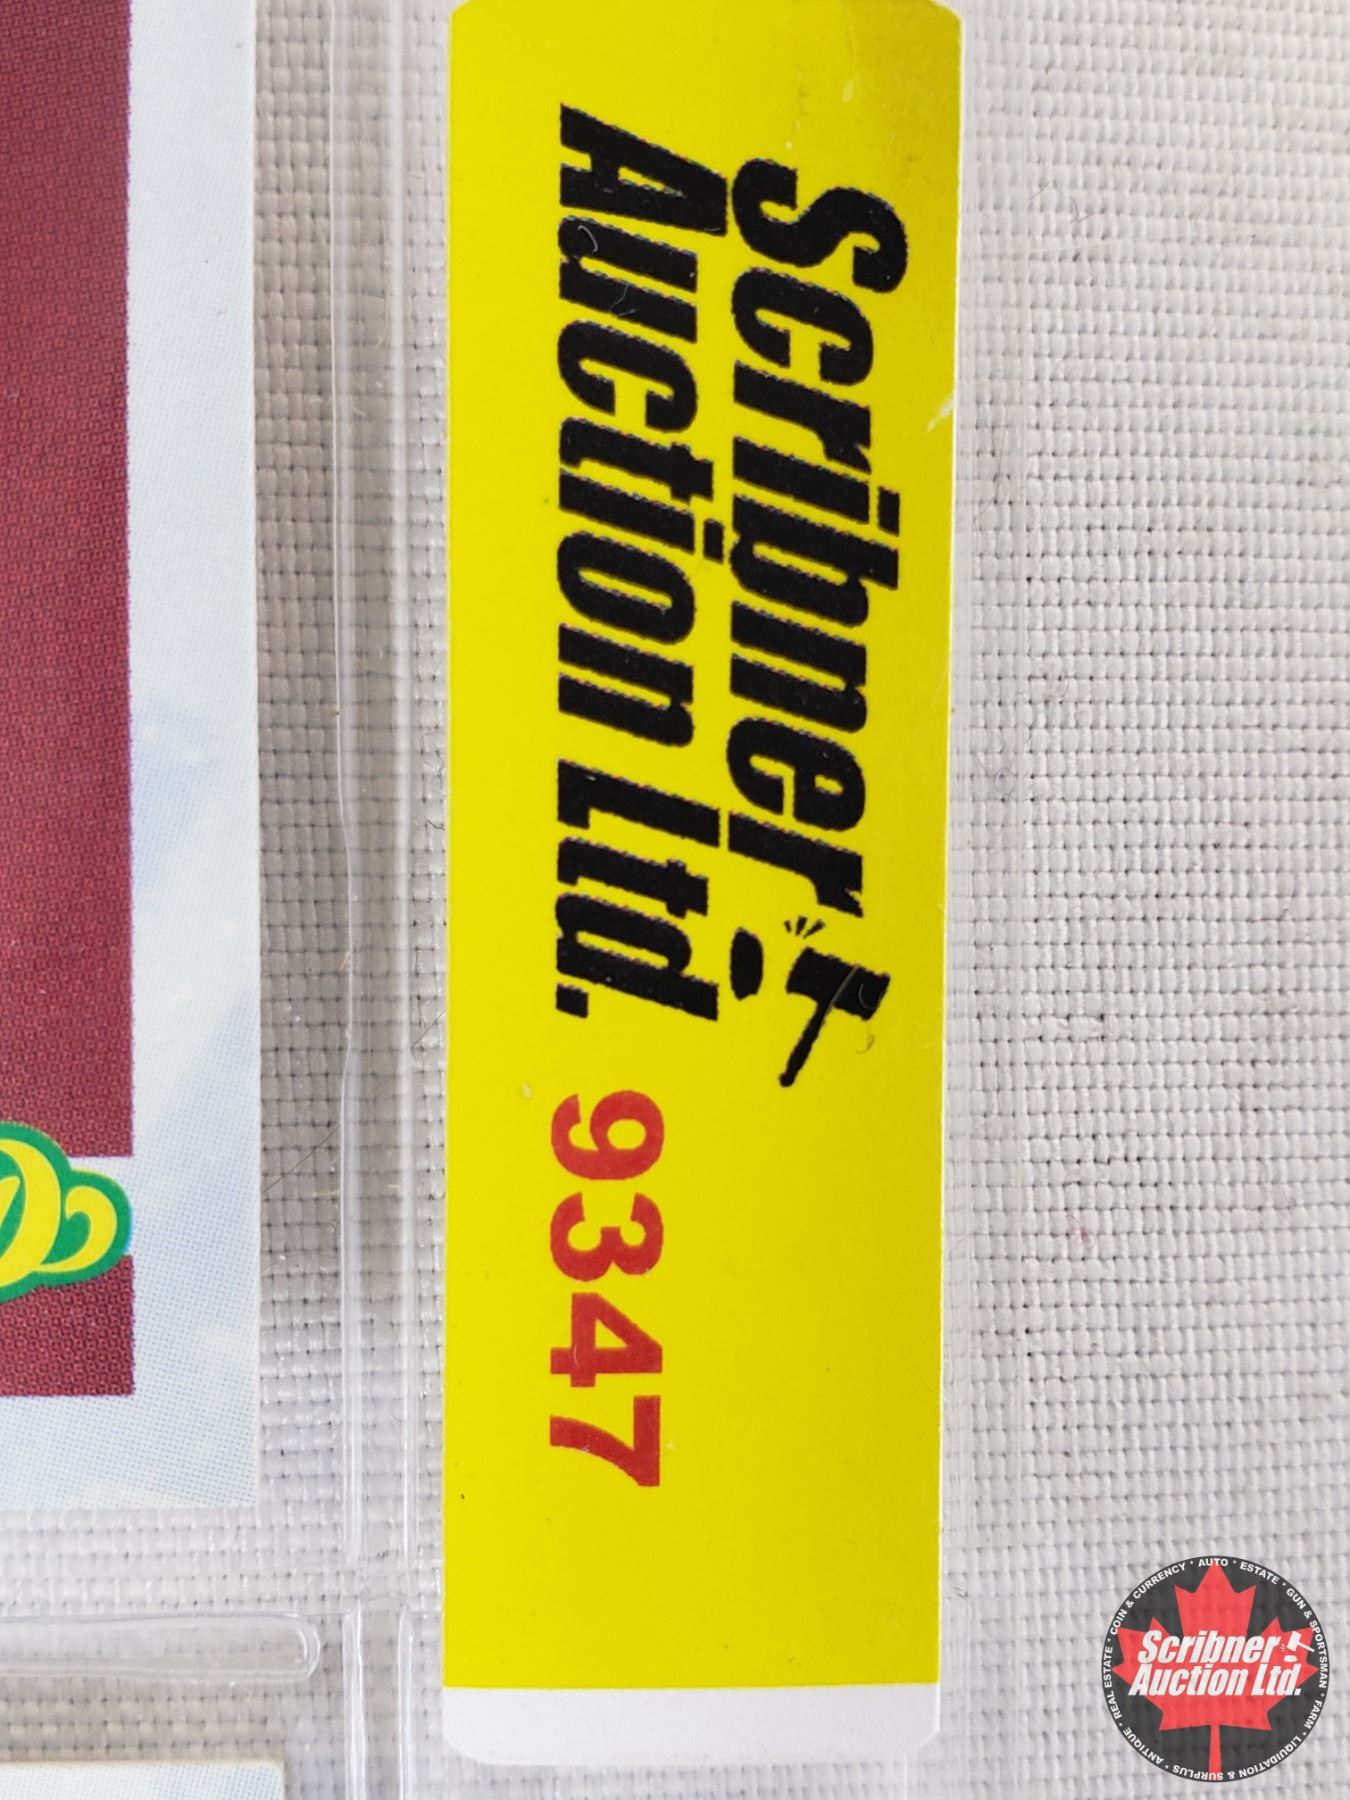 Scribner
Auction Ltd. 9347
COIN & CURRENCY * AUTO * ESTATE * GUN & SPORTSMAN * FARM * LIQUIDATION & SURPLUS * ANTIQUE * REAL ESTATE *
Scribner
Auction Ltd.